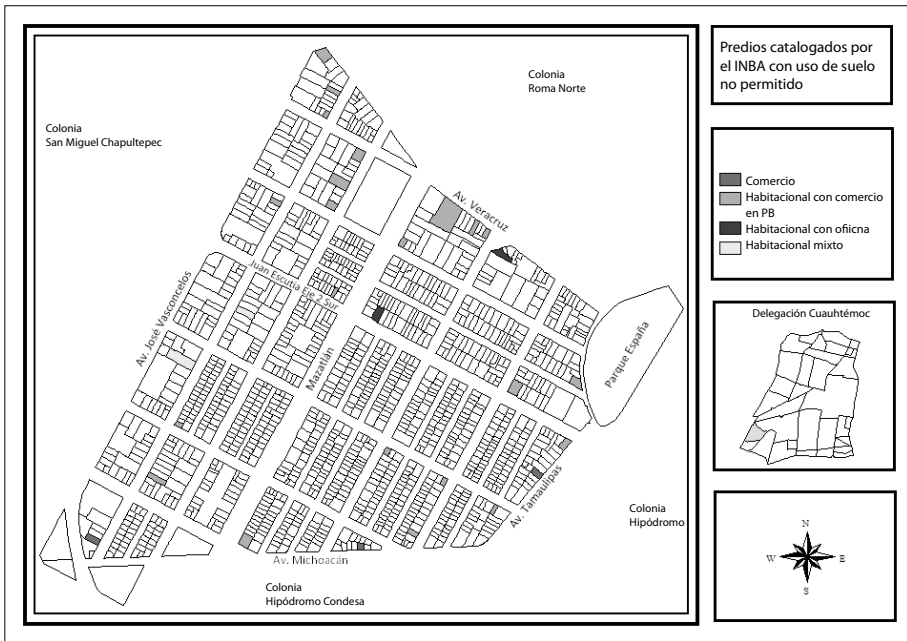 Predios catalogados por
el INBA con uso de suelo
no permitido
Colonia
Roma Norte
Colonia
San Miguel Chapultepec
Comercio
Habitacional con comercio
en PB
Habitacional con ofiicna
Habitacional mixto
Av. Veracruz
Juan Escutia Eje 2 Sur
Av. José Vasconcelos
Mazatlán
Parque España
Delegación Cuauhtémoc
Av. Tamaulipas
Colonia
Hipódromo
Av. Michoacán
Colonia
Hipódromo Condesa
N
W
E
S